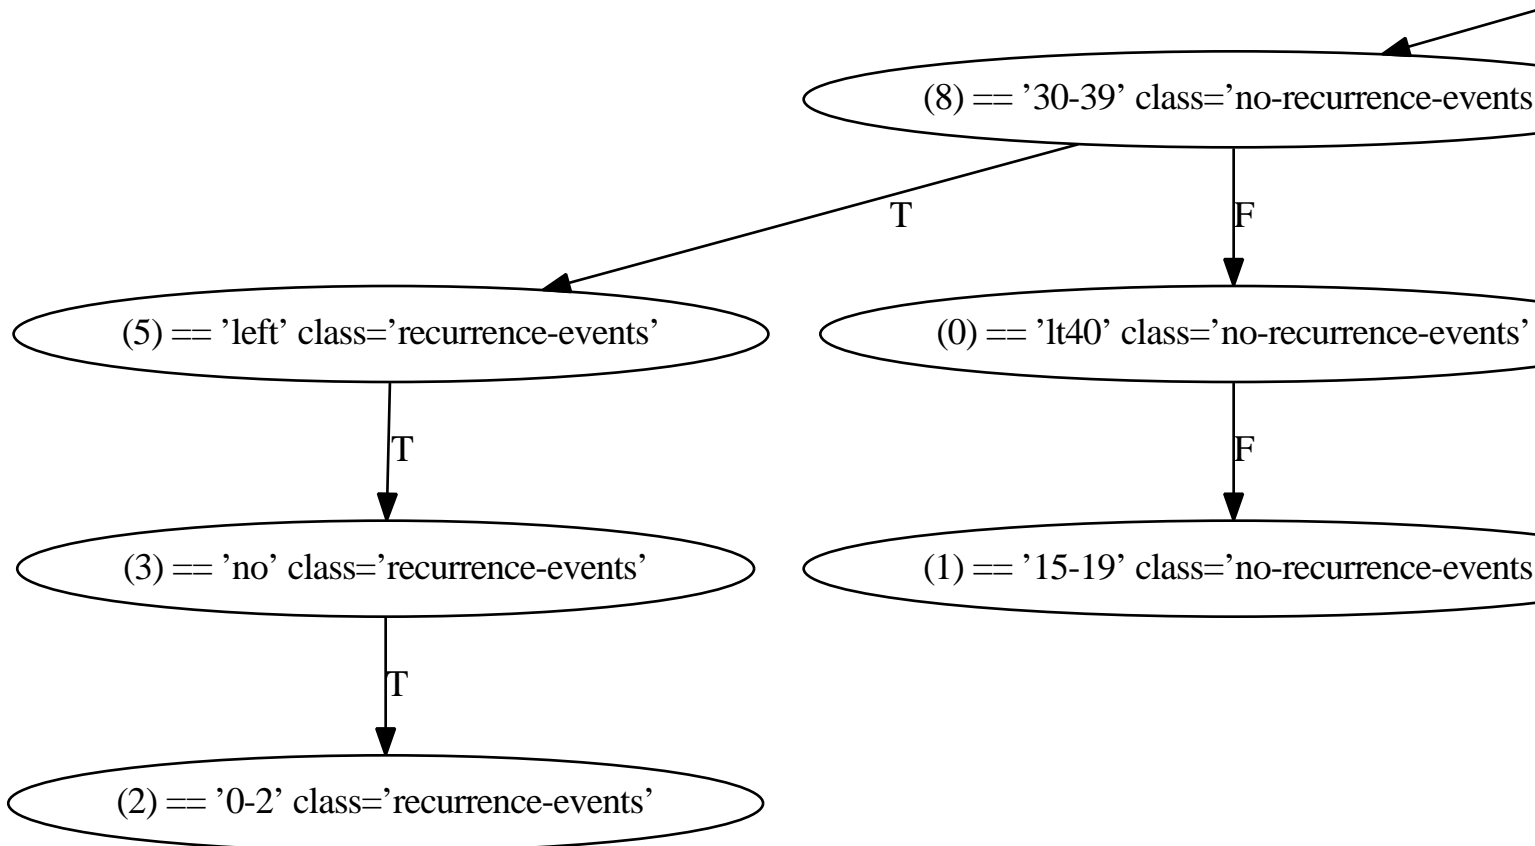 (8) == ’30-39’ class=’no-recurrence-events
T
F
(5) == ’left’ class=’recurrence-events’
(0) == ’lt40’ class=’no-recurrence-events’
T
F
(3) == ’no’ class=’recurrence-events’
(1) == ’15-19’ class=’no-recurrence-events
T
(2) == ’0-2’ class=’recurrence-events’